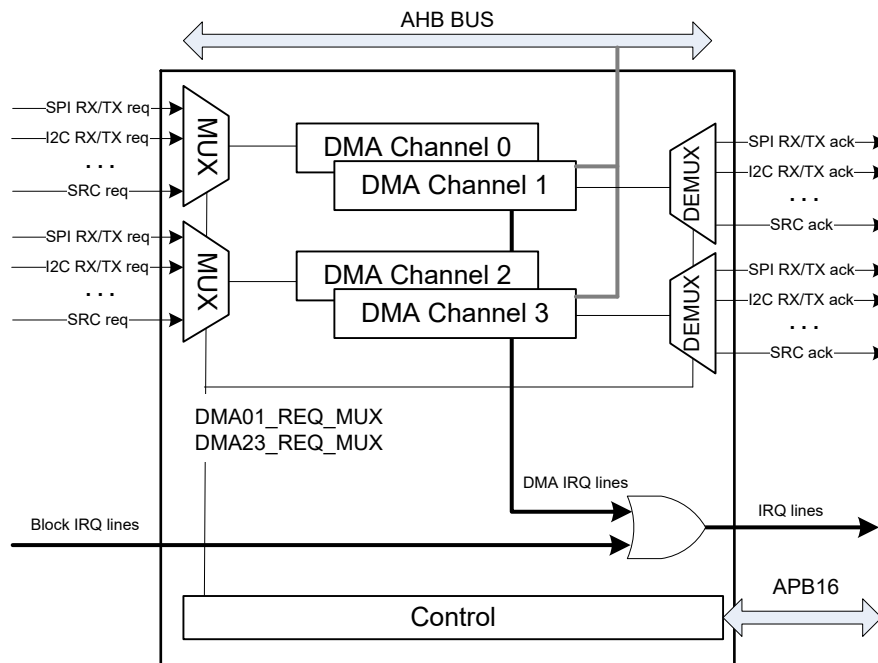 AHB BUS
SPI RX/TX req
I2C RX/TX req
. . .
SRC req
MUX
DMA Channel 0
DMA Channel 1
DEMUX
SPI RX/TX ack
I2C RX/TX ack
. . .
SRC ack
SPI RX/TX req
I2C RX/TX req
. . .
SRC req
MUX
DMA Channel 2
DMA Channel 3
DEMUX
SPI RX/TX ack
I2C RX/TX ack
. . .
SRC ack
DMA01_REQ_MUX
DMA23_REQ_MUX
DMA IRQ lines
Block IRQ lines
IRQ lines
APB16
Control